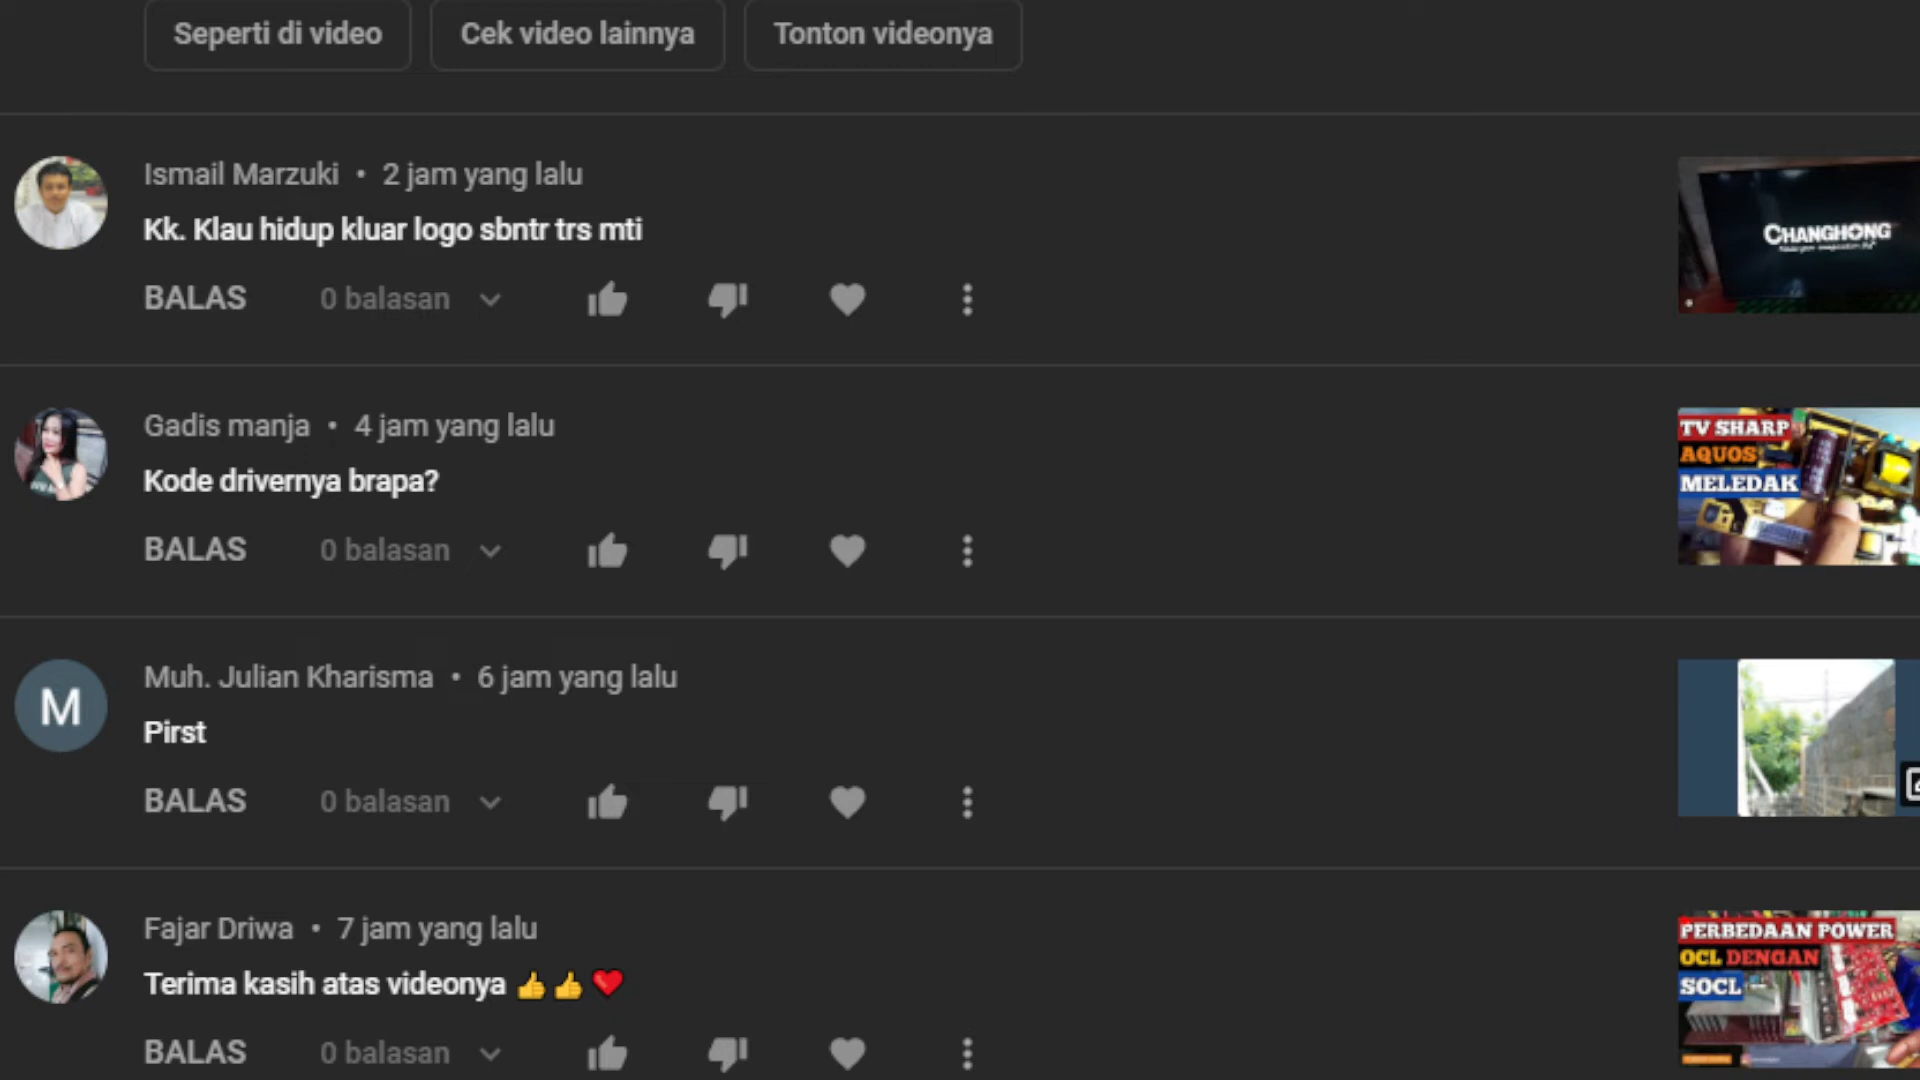 Seperti di video
Cek video lainnya
Tonton videonya
Ismail Marzuki • 2 jam yang lalu
Kk. Klau hidup kluar logo sbntr trs mti
BALAS 0 balasan
CHANGHONG
Gadis manja • 4 jam yang lalu
Kode drivernya brapa?
BALAS 0 balasan
TV SHARP
AQUOS
MELEDAK
M
Muh. Julian Kharisma • 6 jam yang lalu
Pirst
BALAS 0 balasan
Fajar Driwa • 7 jam yang lalu
Terima kasih atas videonya 👍👍❤️
BALAS 0 balasan
PERBEDAAN POWER
OCL DENGAN
SOCL